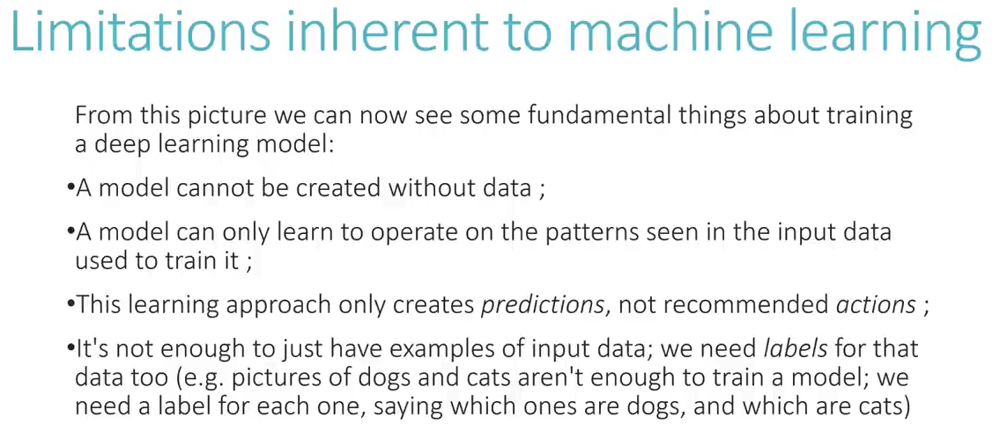 Limitations inherent to machine learning
From this picture we can now see some fundamental things about training
a deep learning model:
•A model cannot be created without data ;
•A model can only learn to operate on the patterns seen in the input data
used to train it ;
•This learning approach only creates predictions, not recommended actions ;
•It's not enough to just have examples of input data; we need labels for that
data too (e.g. pictures of dogs and cats aren't enough to train a model; we
need a label for each one, saying which ones are dogs, and which are cats)